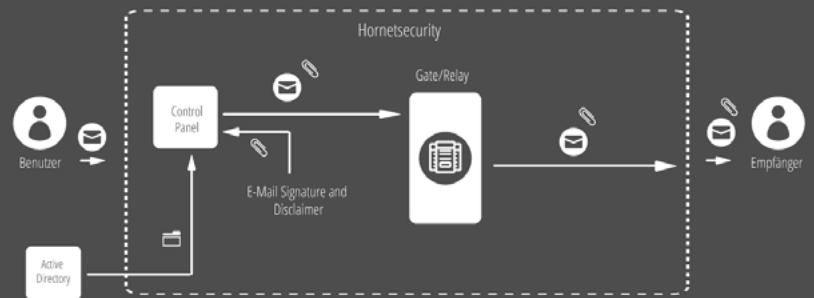 Hornetsecurity
Gate/Relay
Control
Panel
Benutzer
Empfänger
E-Mail Signature and
Disclaimer
Active
Directory